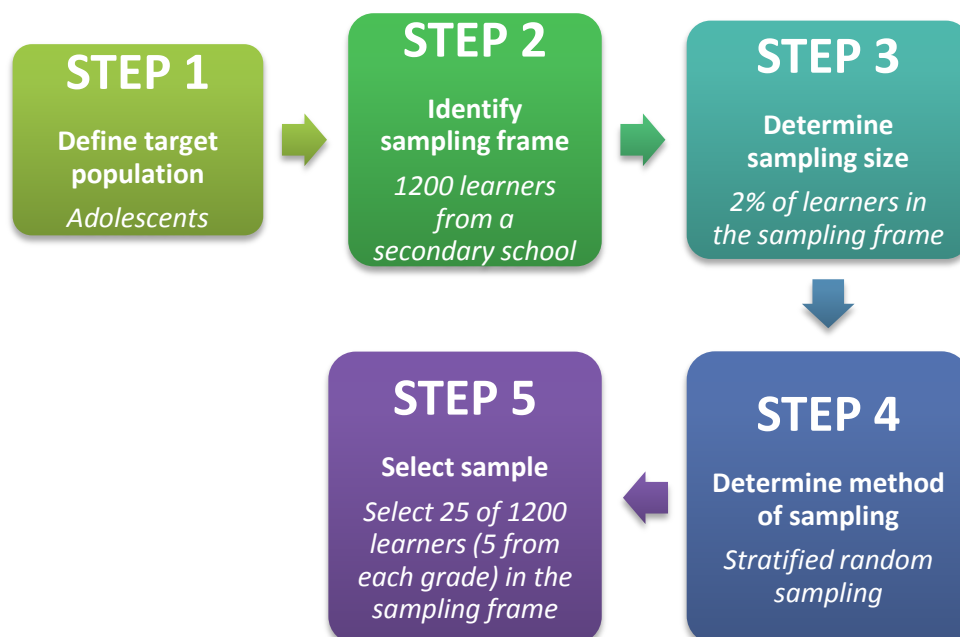 STEP 1
Define target
population
Adolescents
STEP 2
Identify
sampling frame
1200 learners
from a
secondary school
STEP 3
Determine
sampling size
2% of learners in
the sampling frame
STEP 4
Determine method
of sampling
Stratified random
sampling
STEP 5
Select sample
Select 25 of 1200
learners (5 from
each grade) in the
sampling frame